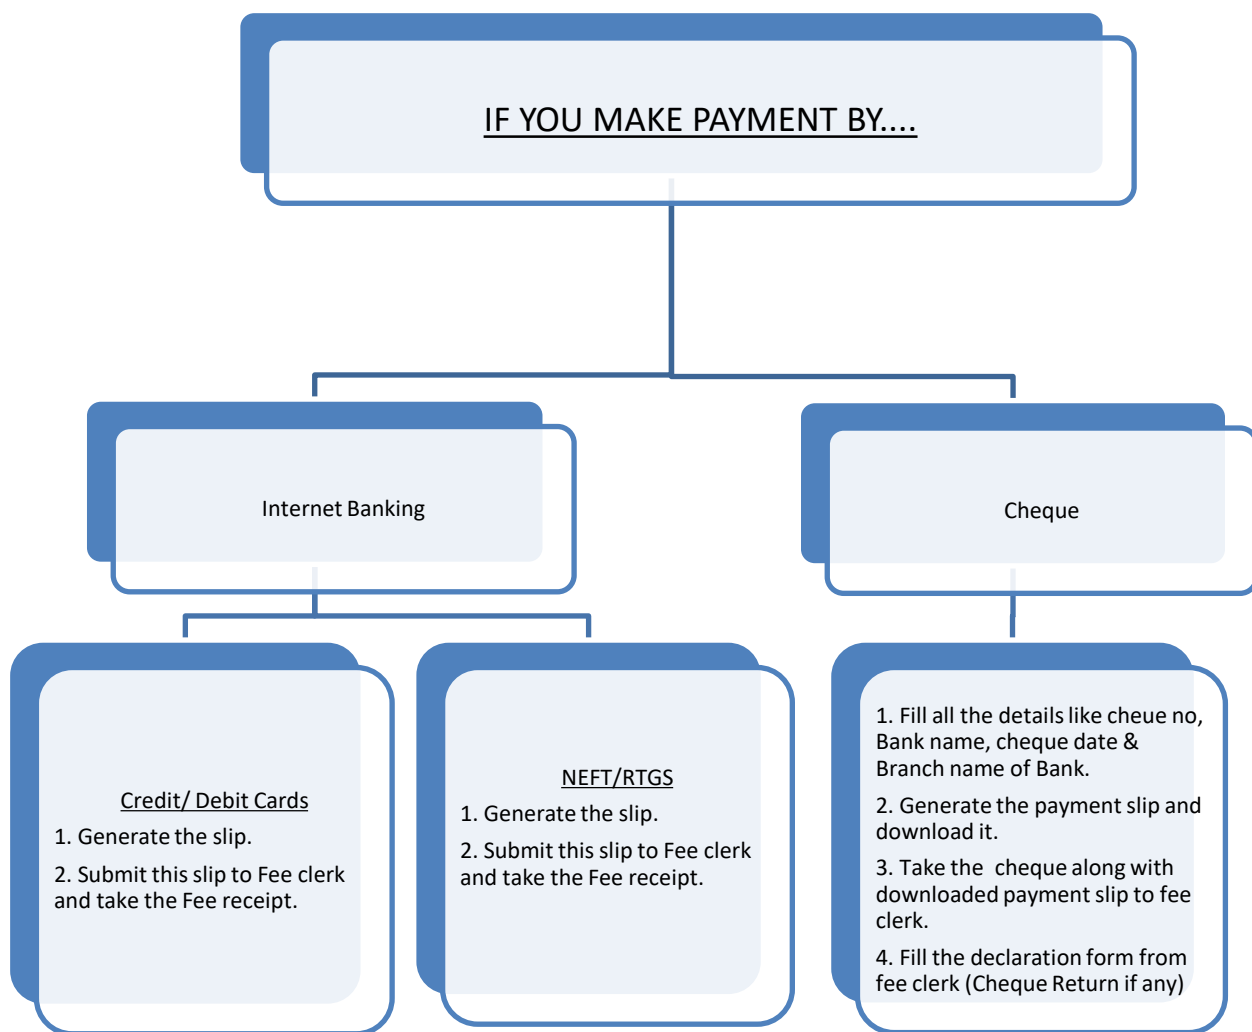 IF YOU MAKE PAYMENT BY....
Internet Banking
Cheque
Credit/ Debit Cards
1. Generate the slip.
2. Submit this slip to Fee clerk
and take the Fee receipt.
NEFT/RTGS
1. Generate the slip.
2. Submit this slip to Fee clerk
and take the Fee receipt.
1. Fill all the details like cheue no,
Bank name, cheque date &
Branch name of Bank.
2. Generate the payment slip and
download it.
3. Take the  cheque along with
downloaded payment slip to fee
clerk.
4. Fill the declaration form from
fee clerk (Cheque Return if any)